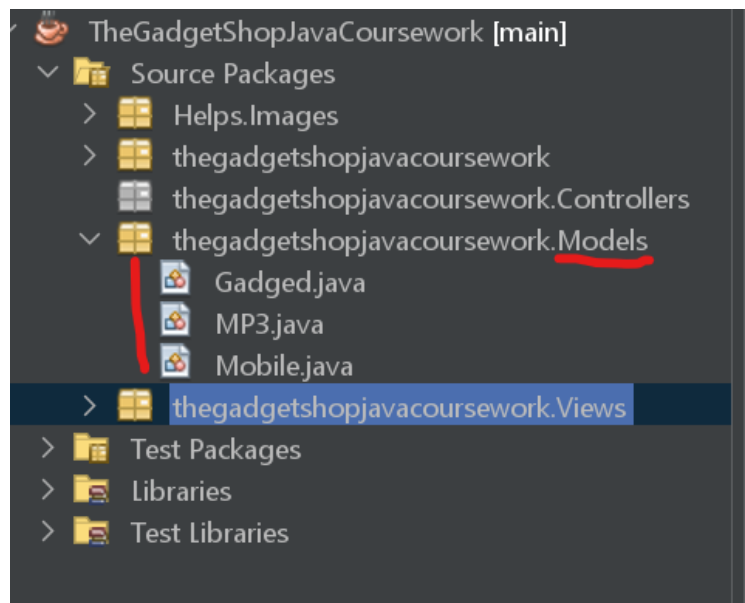 TheGadgetShopJavaCoursework [main]
Source Packages
Helps.Images
thegadgetshopjavacoursework
thegadgetshopjavacoursework.Controllers
thegadgetshopjavacoursework.Models
Gadged.java
MP3.java
Mobile.java
thegadgetshopjavacoursework.Views
Test Packages
Libraries
Test Libraries